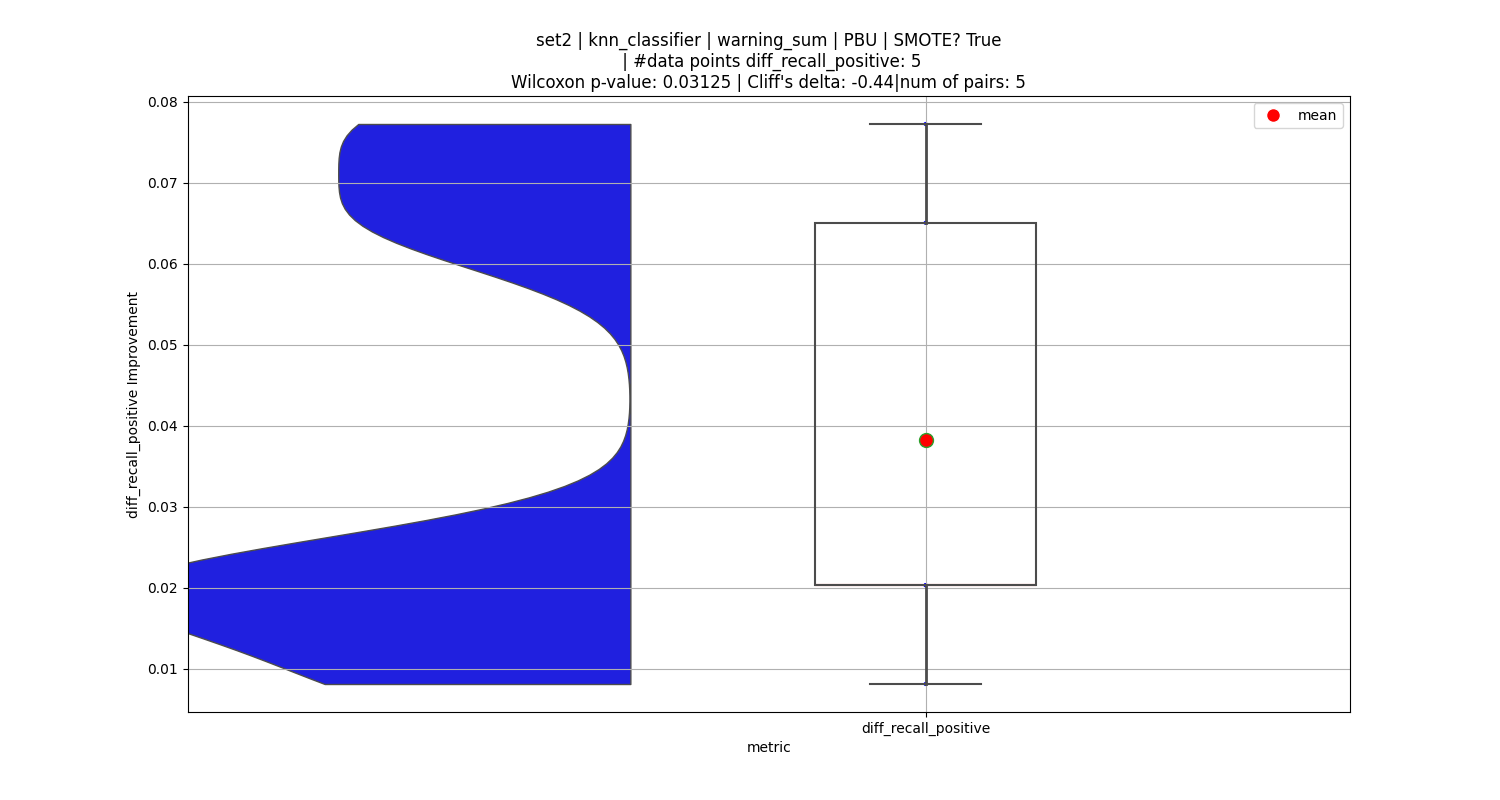 set2 | knn_classifier | warning_sum | PBU | SMOTE? True
| #data points diff_recall_positive: 5
Wilcoxon p-value: 0.03125 | Cliff's delta: -0.44|num of pairs: 5
mean
0.08
0.07
0.06
0.05
0.04
0.03
0.02
0.01
diff_recall_positive Improvement
diff_recall_positive
metric